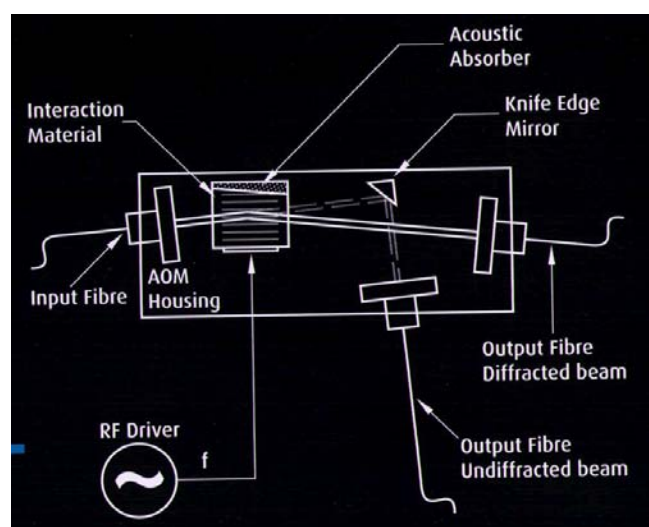 Acoustic
Absorber
Interaction
Material
Knife Edge
Mirror
AOM
Housing
Input Fibre
Output Fibre
Diffracted beam
RF Driver
f
Output Fibre
Undiffracted beam